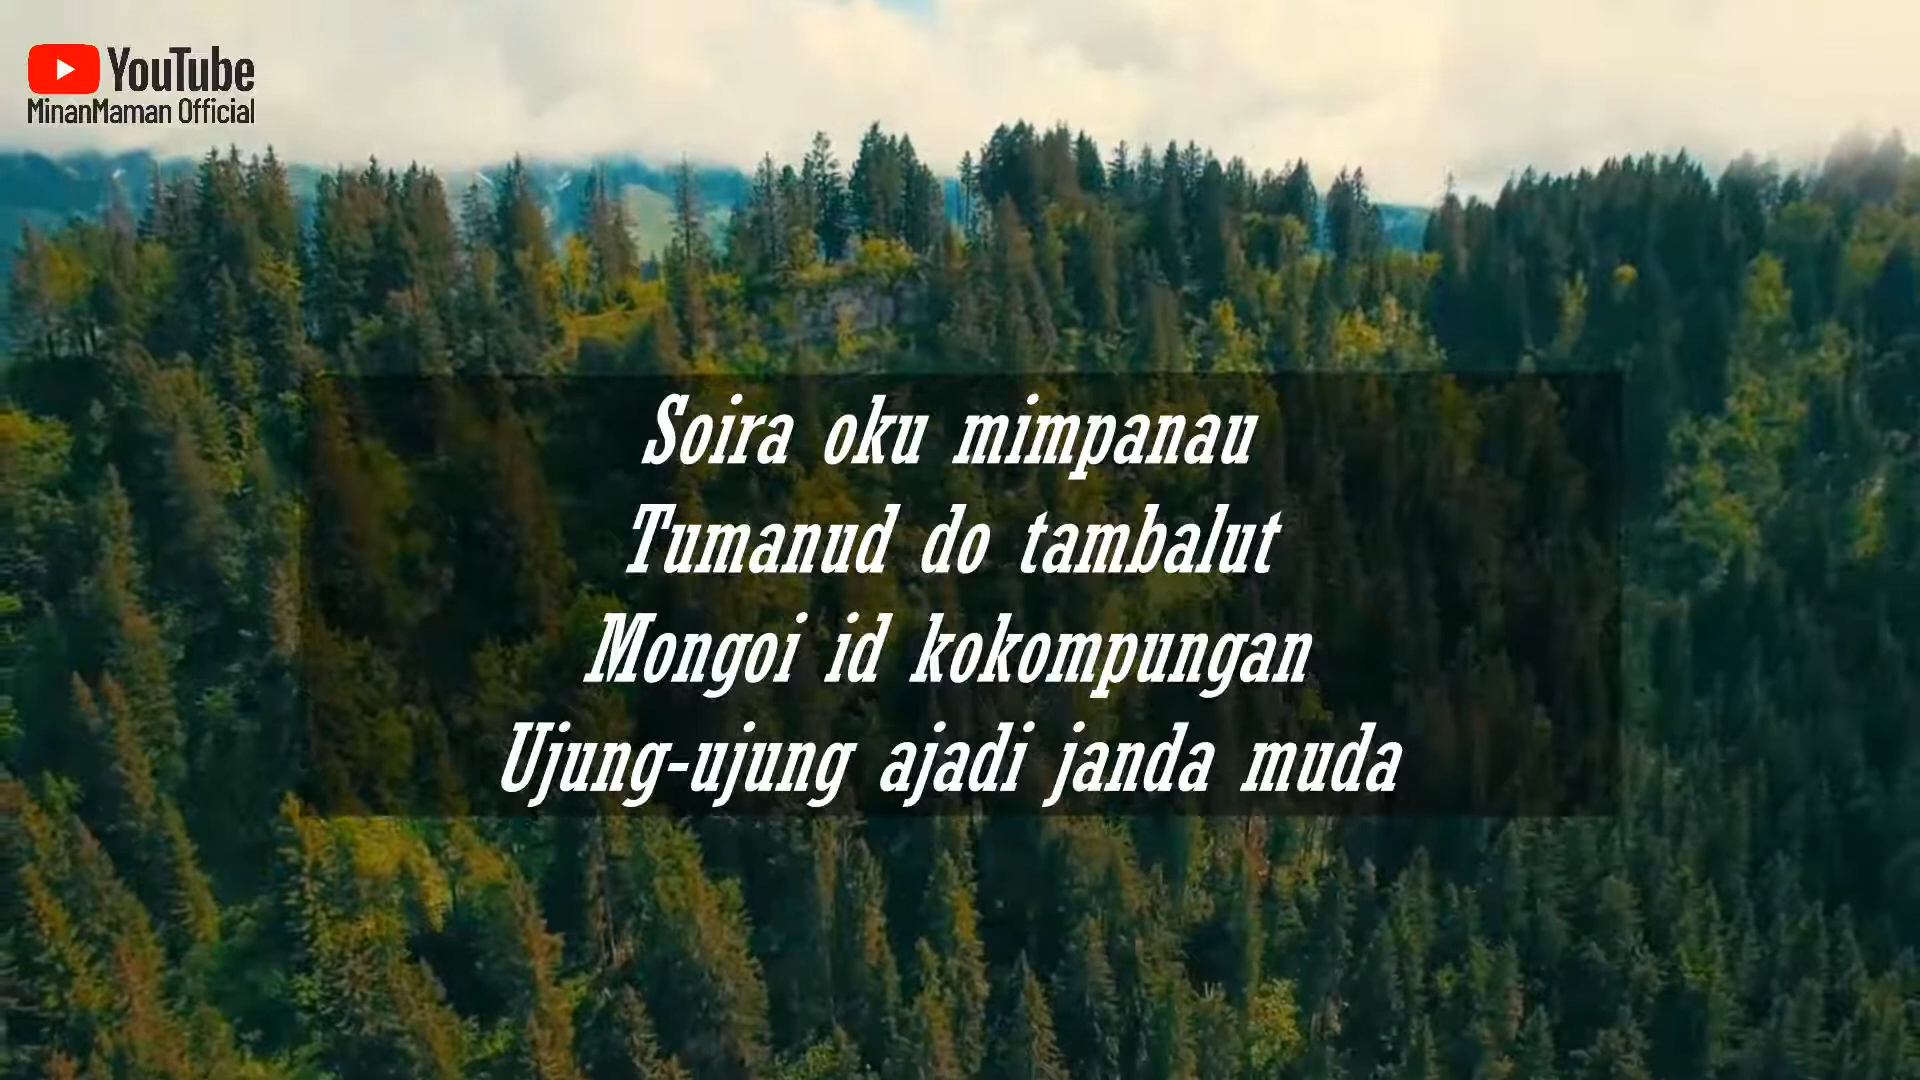 YouTube
MinanMaman Official
Soira oku mimpanau
Tumanud do tambalut
Mongoi id kokompungan
Ujung-ujung ajadi janda muda